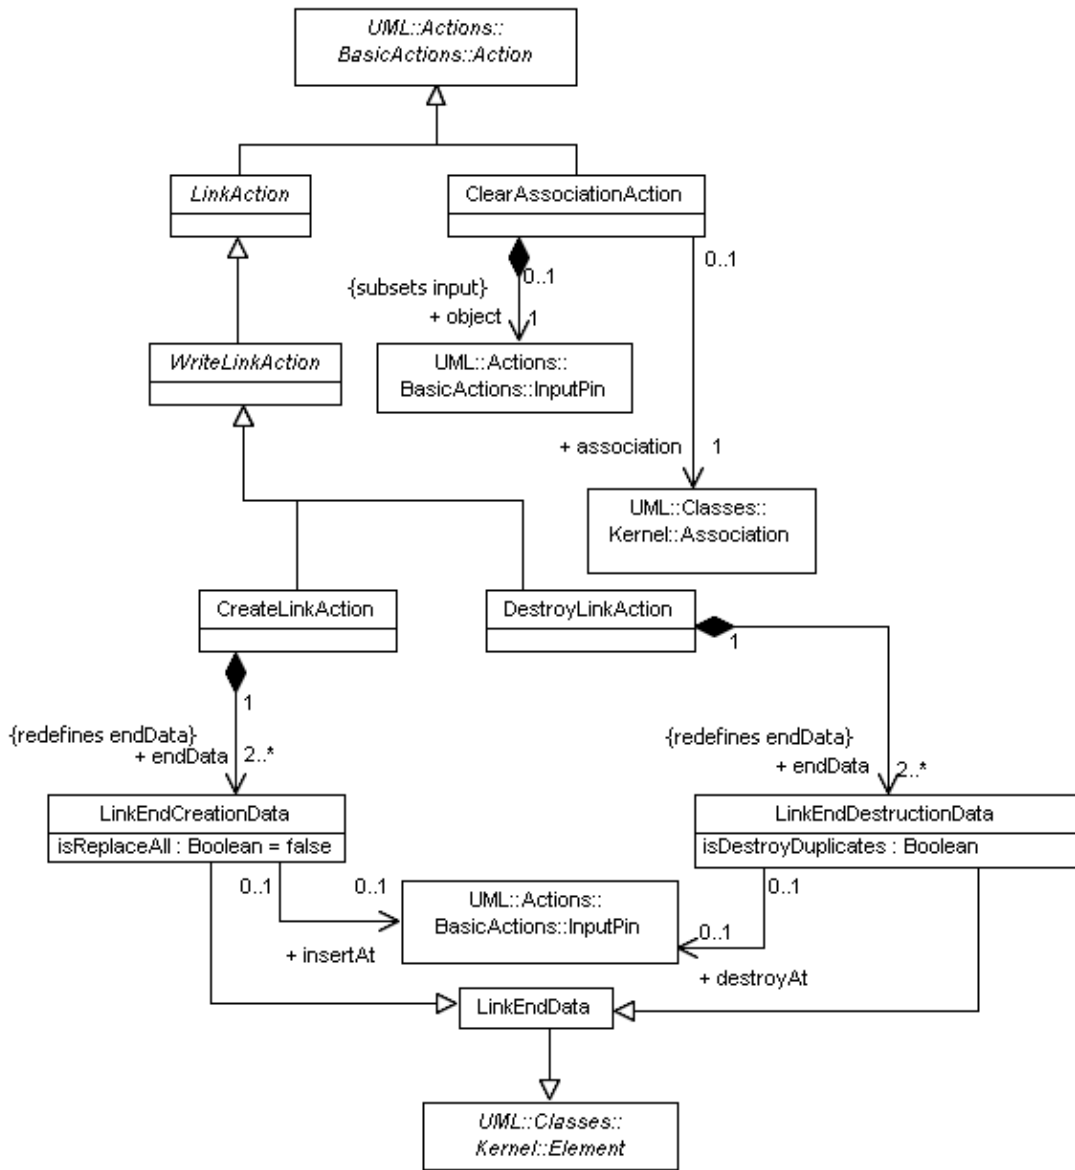 UML::Actions::
BasicActions::Action
LinkAction
ClearAssociationAction
0..1
0..1
{subsets input}
+ object
1
WriteLinkAction
UML::Actions::
BasicActions::InputPin
+ association
1
UML::Classes::
Kernel::Association
CreateLinkAction
DestroyLinkAction
1
1
{redefines endData}
+ endData
2..*
{redefines endData}
+ endData
2..*
LinkEndCreationData
isReplaceAll : Boolean = false
LinkEndDestructionData
isDestroyDuplicates : Boolean
0..1
0..1
0..1
UML::Actions::
BasicActions::InputPin
0..1
+ insertAt
+ destroyAt
LinkEndData
UML::Classes::
Kernel::Element